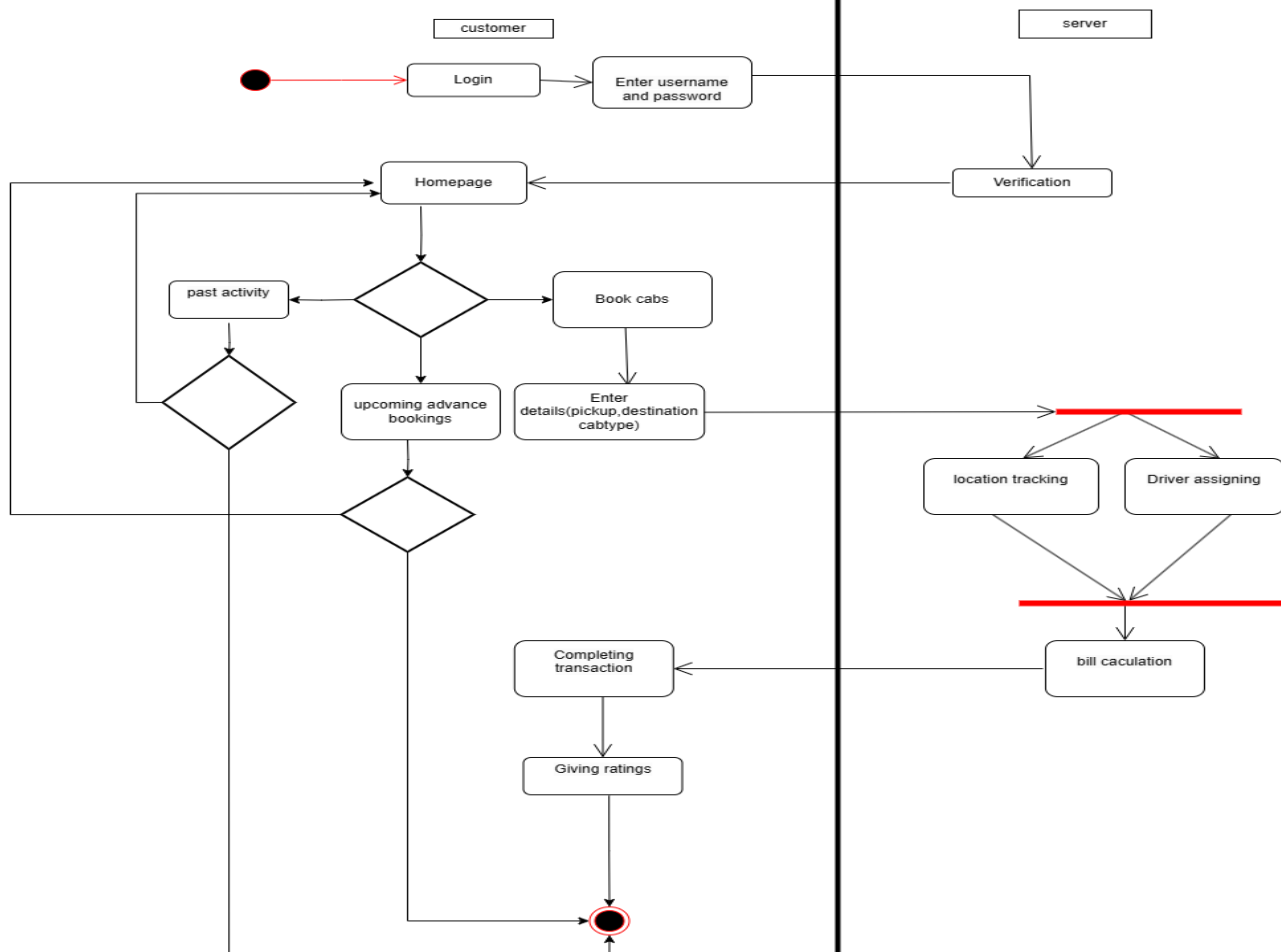 customer
server
Login
Enter username
and password
Homepage
Verification
past activity
Book cabs
upcoming advance
bookings
Enter
details(pickup,destination
cabtype)
location tracking
Driver assigning
Completing
transaction
bill caculation
Giving ratings